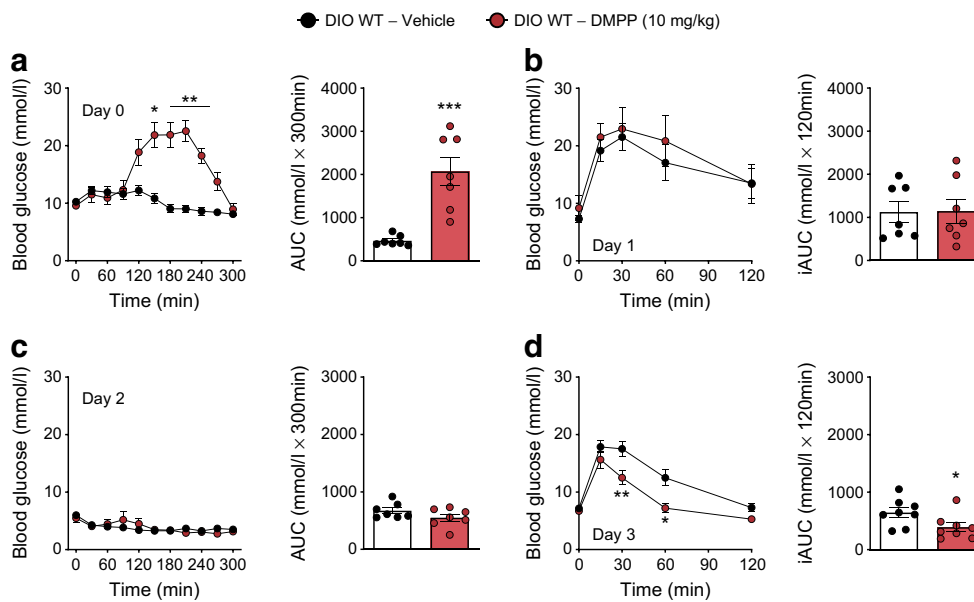 DIO WT – Vehicle DIO WT – DMPP (10 mg/kg)
a
Blood glucose (mmol/l)
30
20
10
0
Day 0
*
**
0 60 120 180 240 300
Time (min)
AUC (mmol/l × 300min)
4000
3000
2000
1000
0
***
b
Blood glucose (mmol/l)
30
20
10
0
Day 1
0 30 60 90 120
Time (min)
iAUC (mmol/l × 120min)
4000
3000
2000
1000
0
c
Blood glucose (mmol/l)
30
20
10
0
Day 2
0 60 120 180 240 300
Time (min)
AUC (mmol/l × 300min)
3000
2000
1000
0
d
Blood glucose (mmol/l)
30
20
10
0
**
*
Day 3
0 30 60 90 120
Time (min)
iAUC (mmol/l × 120min)
3000
2000
1000
0
*